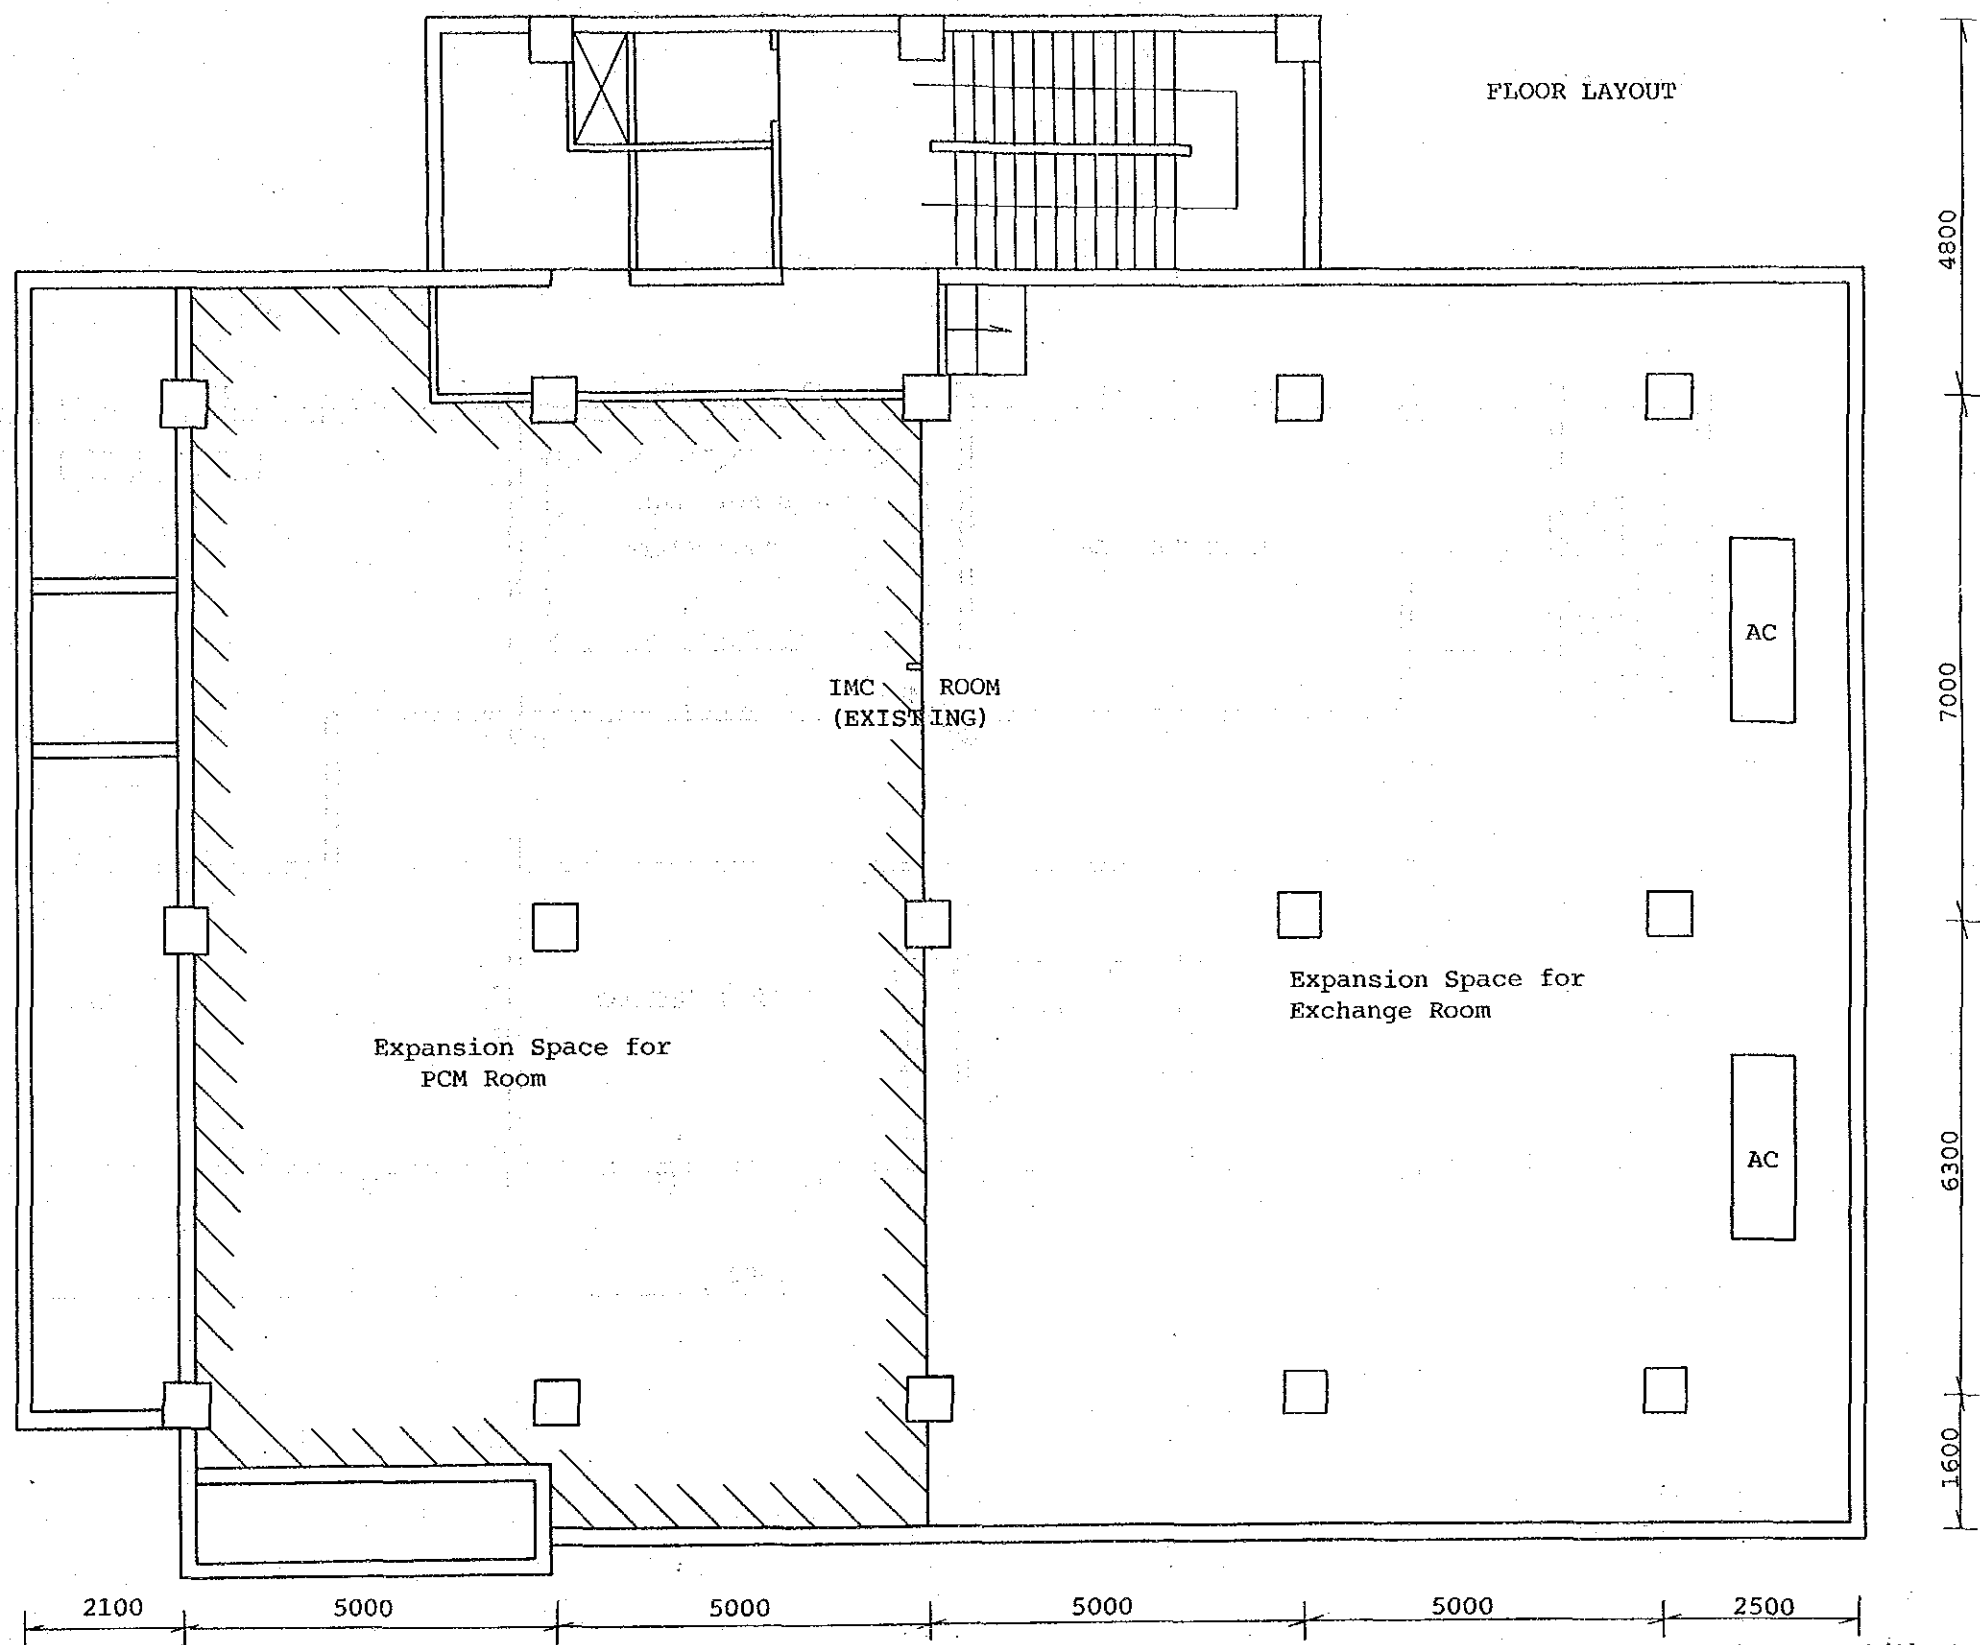 FLOOR LAYOUT
4800
AC
IMC ROOM
(EXISTING)
7000
Expansion Space for
Exchange Room
Expansion Space for
PCM Room
AC
6300
1600
2100 5000 5000 5000 5000 2500